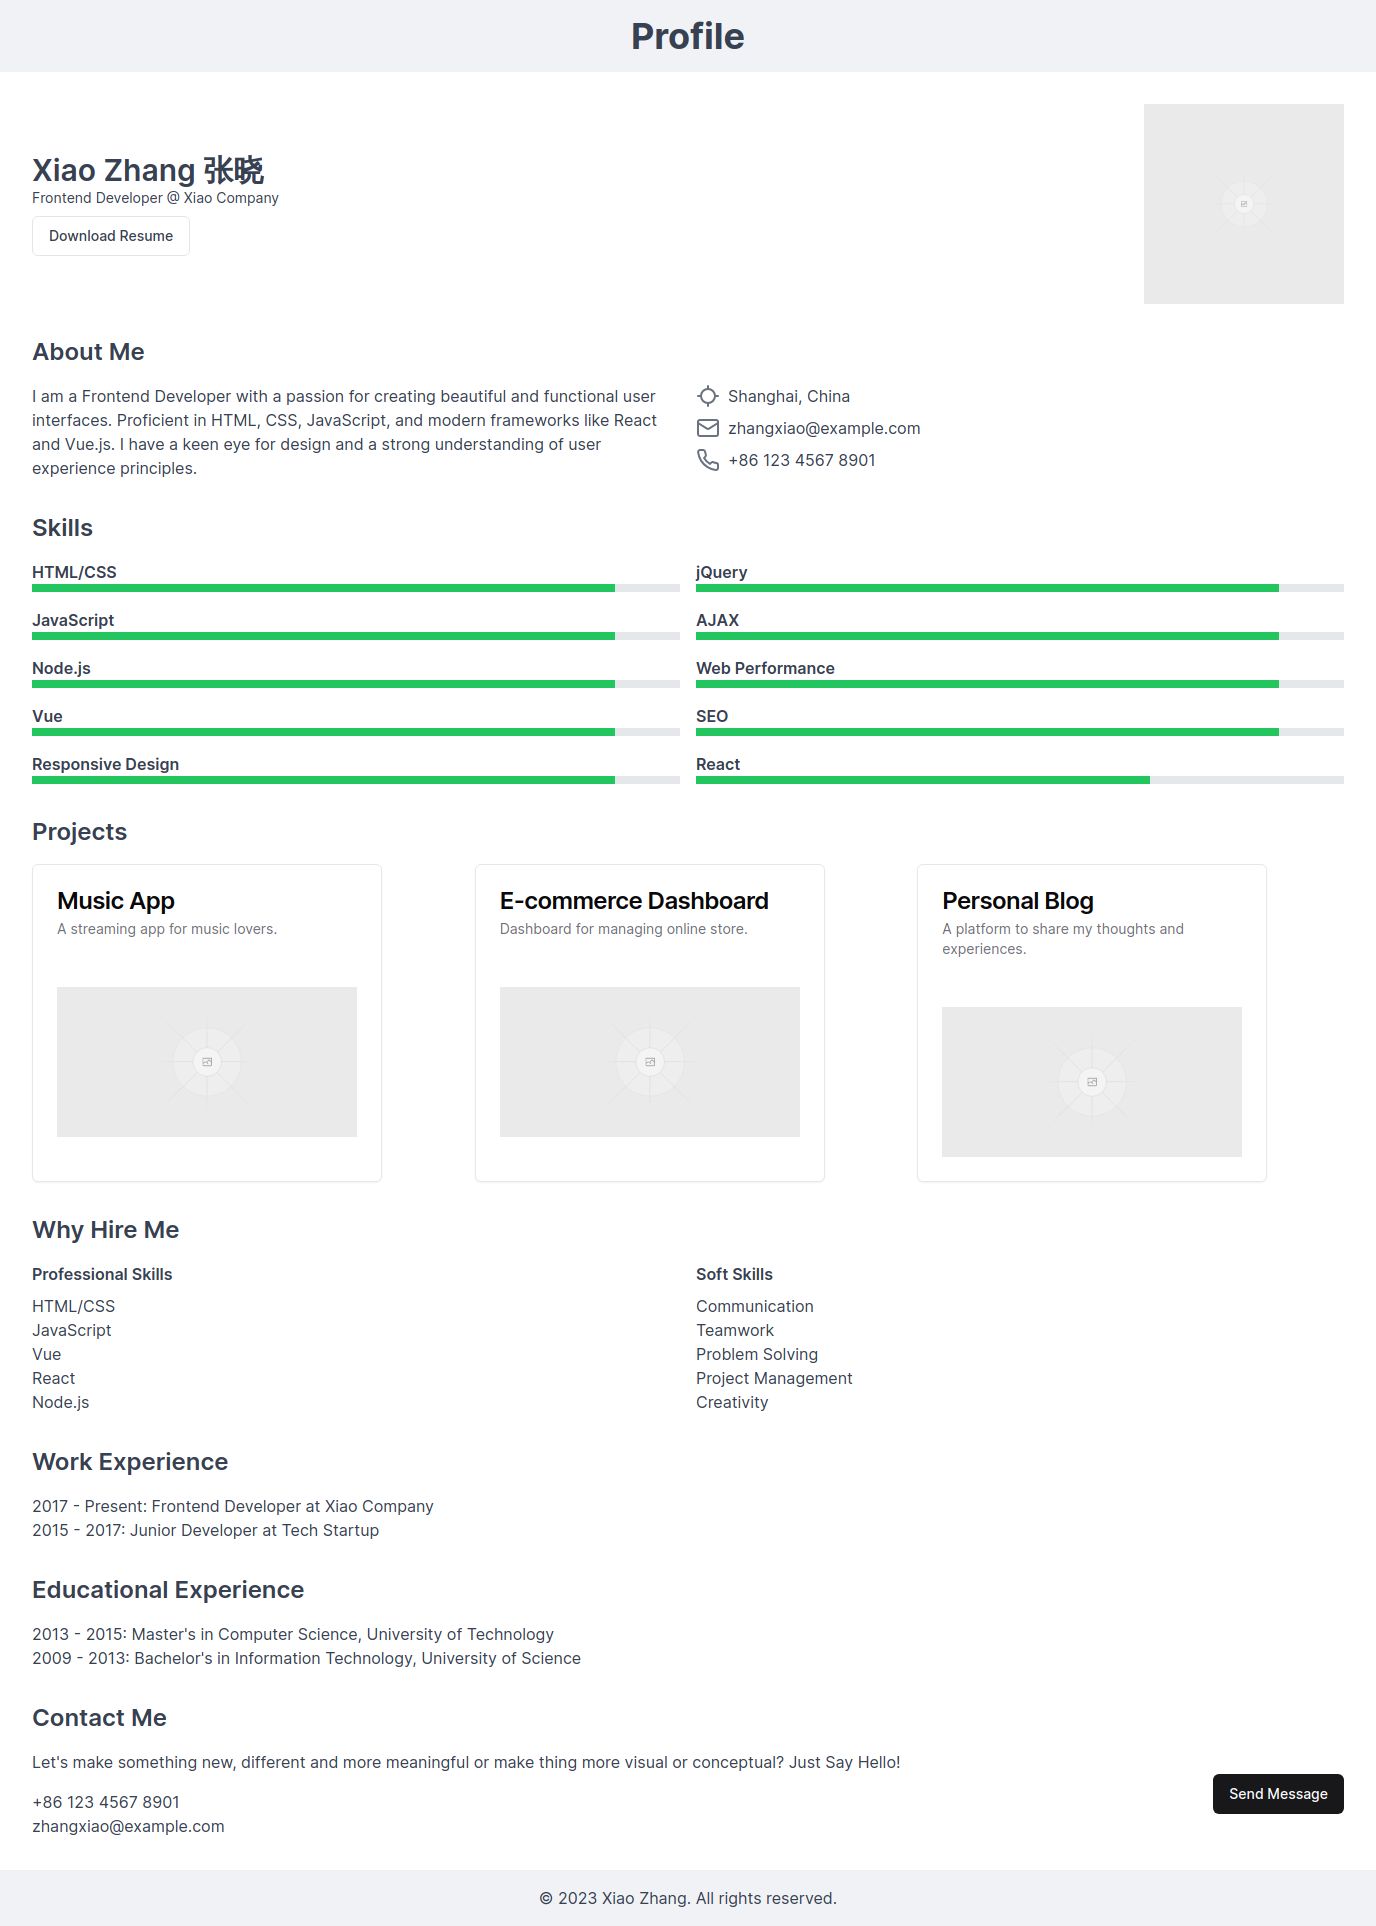 Profile
Xiao Zhang 张晓
Frontend Developer @ Xiao Company
Download Resume
About Me
I am a Frontend Developer with a passion for creating beautiful and functional user
interfaces. Proficient in HTML, CSS, JavaScript, and modern frameworks like React
and Vue.js. I have a keen eye for design and a strong understanding of user
experience principles.
Shanghai, China
zhangxiao@example.com
+86 123 4567 8901
Skills
HTML/CSS
jQuery
JavaScript
AJAX
Node.js
Web Performance
Vue
SEO
Responsive Design
React
Projects
Music App
A streaming app for music lovers.
E-commerce Dashboard
Dashboard for managing online store.
Personal Blog
A platform to share my thoughts and
experiences.
Why Hire Me
Professional Skills
HTML/CSS
JavaScript
Vue
React
Node.js
Soft Skills
Communication
Teamwork
Problem Solving
Project Management
Creativity
Work Experience
2017 - Present: Frontend Developer at Xiao Company
2015 - 2017: Junior Developer at Tech Startup
Educational Experience
2013 - 2015: Master's in Computer Science, University of Technology
2009 - 2013: Bachelor's in Information Technology, University of Science
Contact Me
Let's make something new, different and more meaningful or make thing more visual or conceptual? Just Say Hello!
+86 123 4567 8901
zhangxiao@example.com
Send Message
© 2023 Xiao Zhang. All rights reserved.